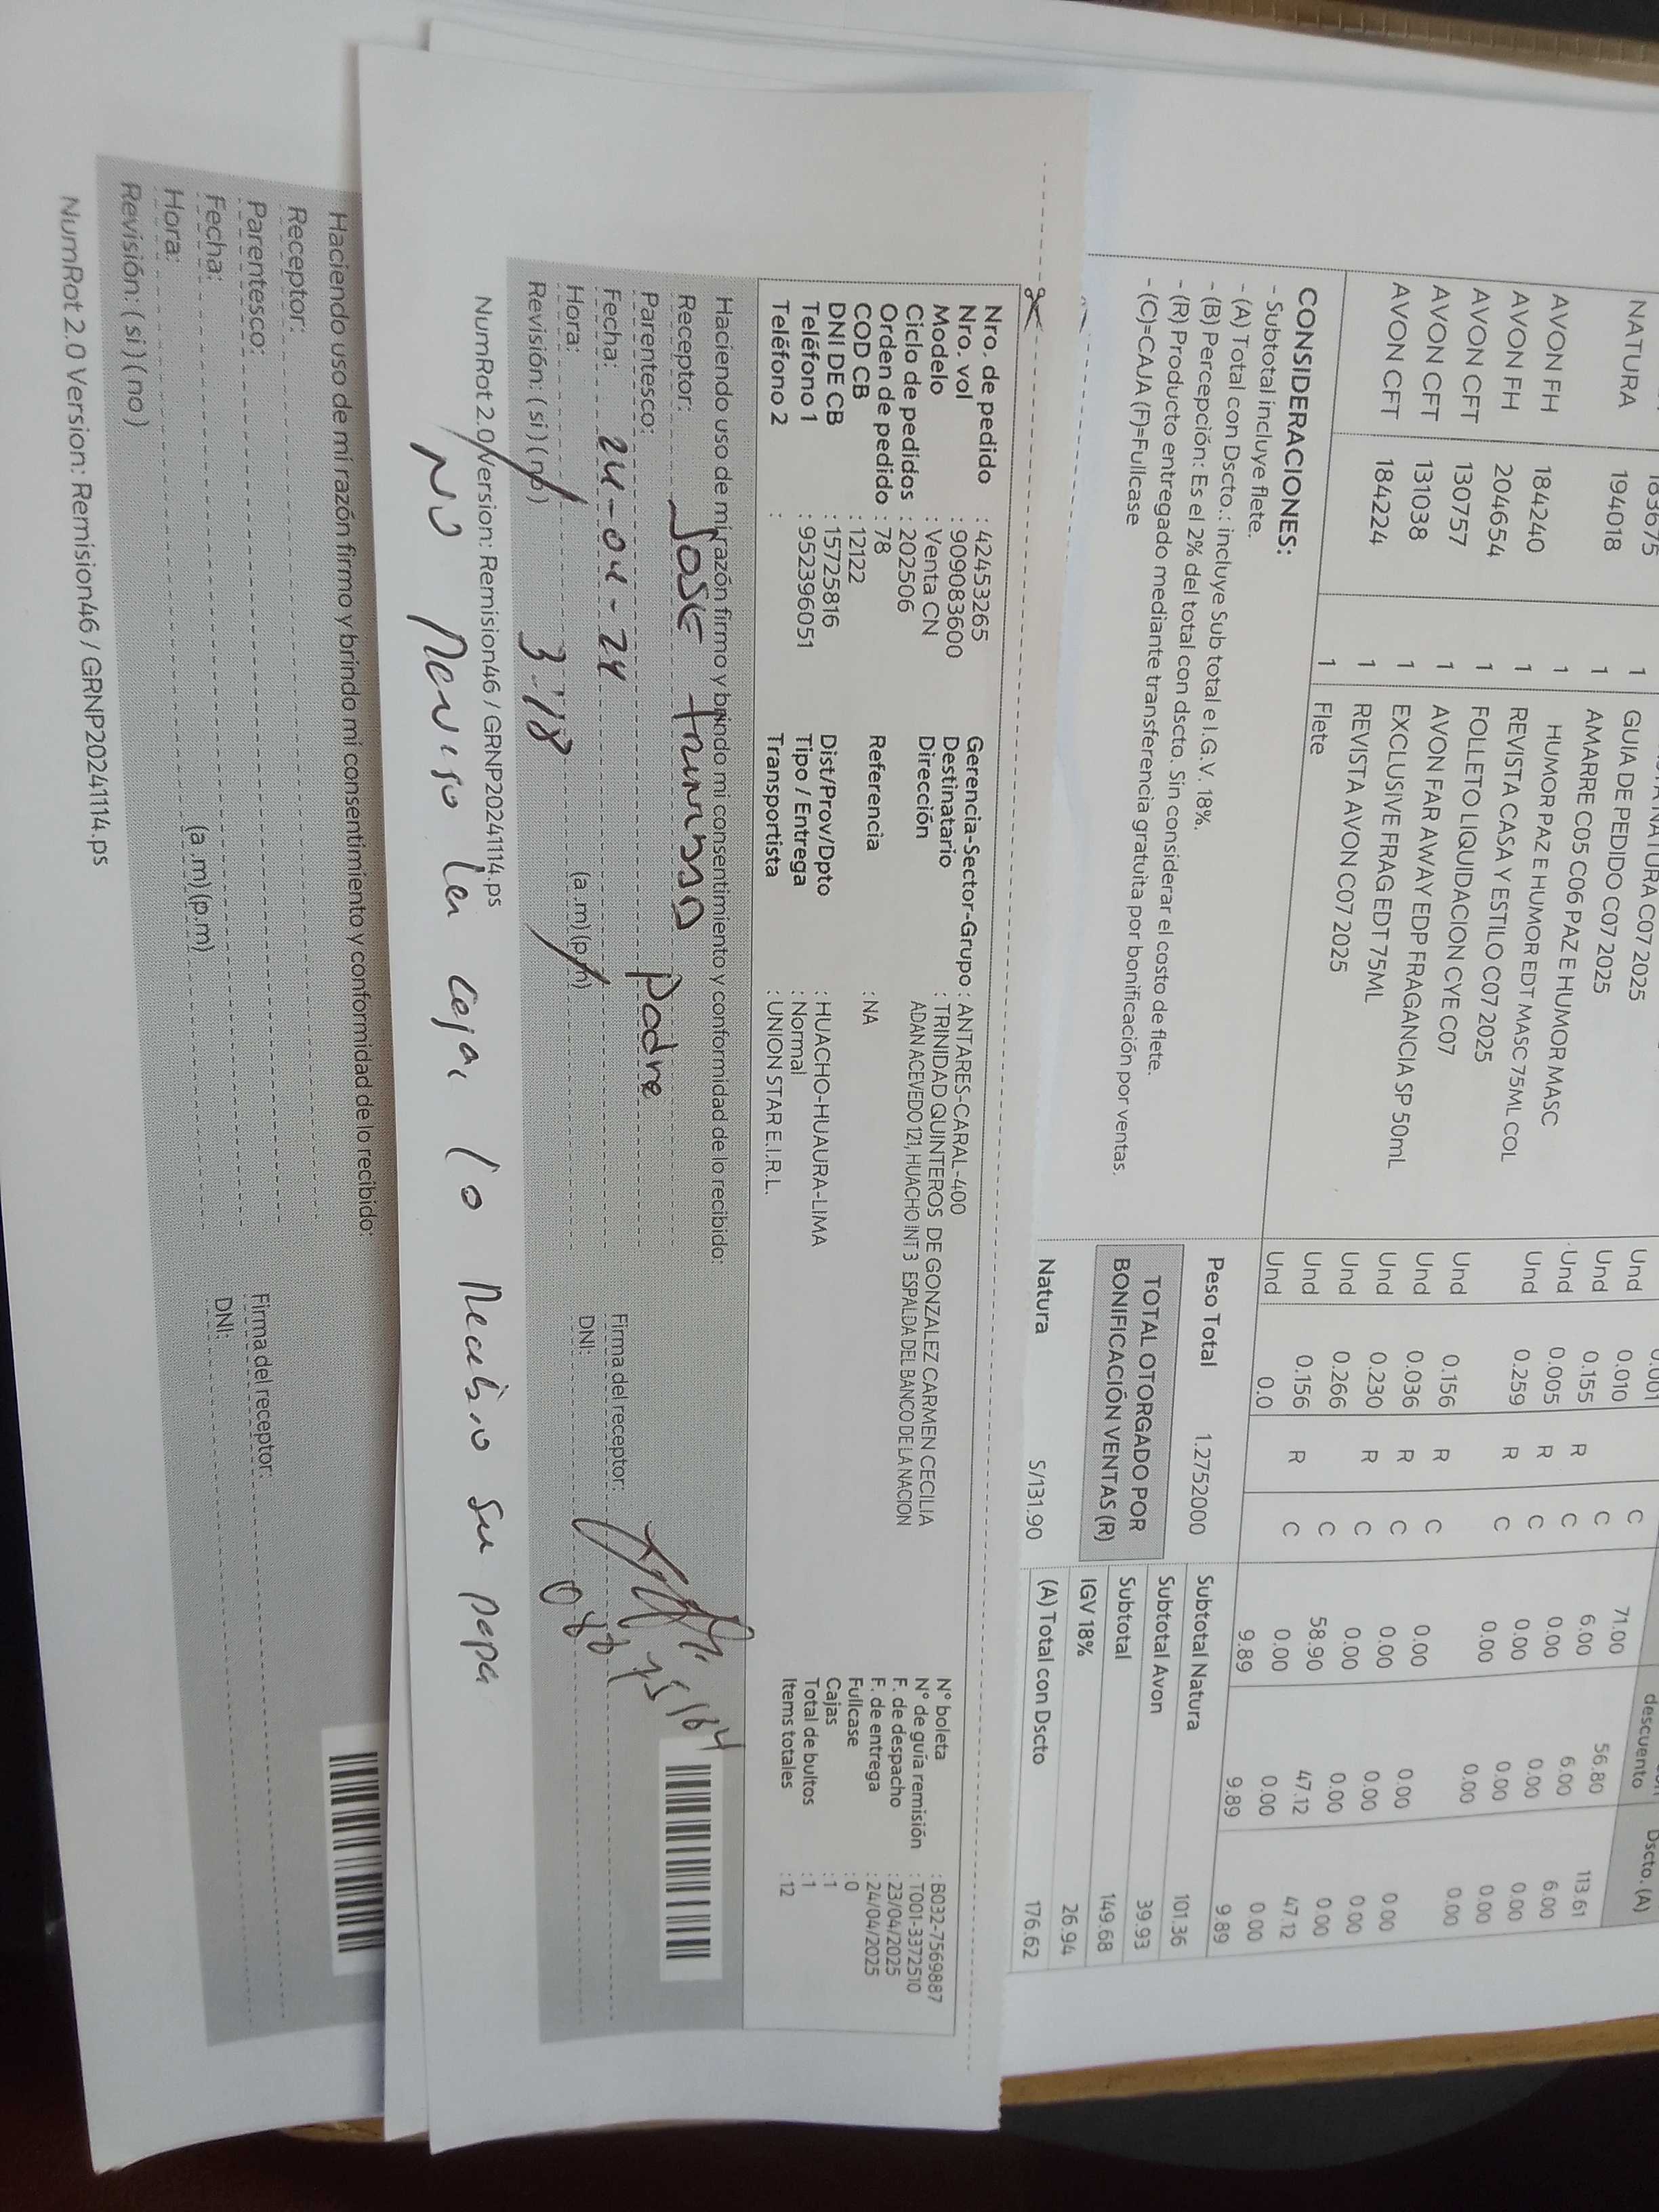 descuento
Dscto. (A)
183675
NATURA C07 2025
Und
0.001
C
71.00
56.80
113.61
NATURA
194018
1
GUIA DE PEDIDO C07 2025
Und
0.010
R
C
6.00
6.00
6.00
1
AMARRE C05 C06 PAZ E HUMOR MASC
Und
0.155
R
C
0.00
0.00
0.00
AVON FH
184240
1
HUMOR PAZ E HUMOR EDT MASC 75ML COL
Und
0.005
0.259
R
C
0.00
0.00
0.00
AVON FH
204654
1
REVISTA CASA Y ESTILO C07 2025
Und
0.156
R
C
0.00
0.00
0.00
AVON CFT
130757
1
FOLLETO LIQUIDACION CYE C07
Und
0.036
R
C
0.00
0.00
0.00
AVON CFT
131038
1
AVON FAR AWAY EDP FRAGANCIA SP 50mL
Und
0.230
R
C
0.00
0.00
0.00
AVON CFT
184224
1
EXCLUSIVE FRAG EDT 75ML
Und
0.266
C
58.90
47.12
47.12
1
REVISTA AVON C07 2025
Und
0.156
R
C
0.00
0.00
0.00
1
Flete
Und
0.0
9.89
9.89
9.89
CONSIDERACIONES:
- Subtotal incluye flete.
- (A) Total con Dscto.: incluye Sub total e I.G.V. 18%.
- (B) Percepción: Es el 2% del total con dscto. Sin considerar el costo de flete.
- (R) Producto entregado mediante transferencia gratuita por bonificación por ventas.
- (C)=CAJA (F)=Fullcase
Peso Total 1.2752000
TOTAL OTORGADO POR
BONIFICACIÓN VENTAS (R)
Natura S/131.90
Subtotal Natura 101.36
Subtotal Avon 39.93
Subtotal 149.68
IGV 18% 26.94
(A) Total con Dscto 176.62
Nro. de pedido : 42453265
Nro. vol : 9090836000
Modelo : Venta CN
Ciclo de pedidos : 202506
Orden de pedido : 78
COD CB : 12122
DNI DE CB : 15725816
Teléfono 1 : 952396051
Teléfono 2 :
Gerencia-Sector-Grupo : ANTARES-CARAL-400
Destinatario : TRINIDAD QUINTEROS DE GONZALEZ CARMEN CECILIA
Dirección ADAN ACEVEDO 121, HUACHO INT 3 ESPALDA DEL BANCO DE LA NACION
Referencia : NA
Dist/Prov/Dpto : HUACHO-HUAURA-LIMA
Tipo / Entrega : Normal
Transportista : UNION STAR E.I.R.L.
N° boleta : B032-7569887
N° de guía remisión : T001-3372510
F. de despacho : 23/04/2025
F. de entrega : 24/04/2025
Fullcase : 0
Cajas : 1
Total de bultos : 1
Items totales : 12
Haciendo uso de mi razón firmo y brindo mi consentimiento y conformidad de lo recibido:
Receptor: Jose
Parentesco: padre
Fecha: 24-04-24
Hora: 3-18 (a.m)(p.m)
Revisión: (si)(no)
Firma del receptor:
DNI:
NumRot 2.0 Version: Remision46 / GRNP20241114.ps
No la caja, lo su papa
Haciendo uso de mi razón firmo y brindo mi consentimiento y conformidad de lo recibido:
Receptor:
Parentesco:
Fecha:
Hora: (a.m)(p.m)
Revisión: (si)(no)
Firma del receptor:
DNI:
NumRot 2.0 Version: Remision46 / GRNP20241114.ps